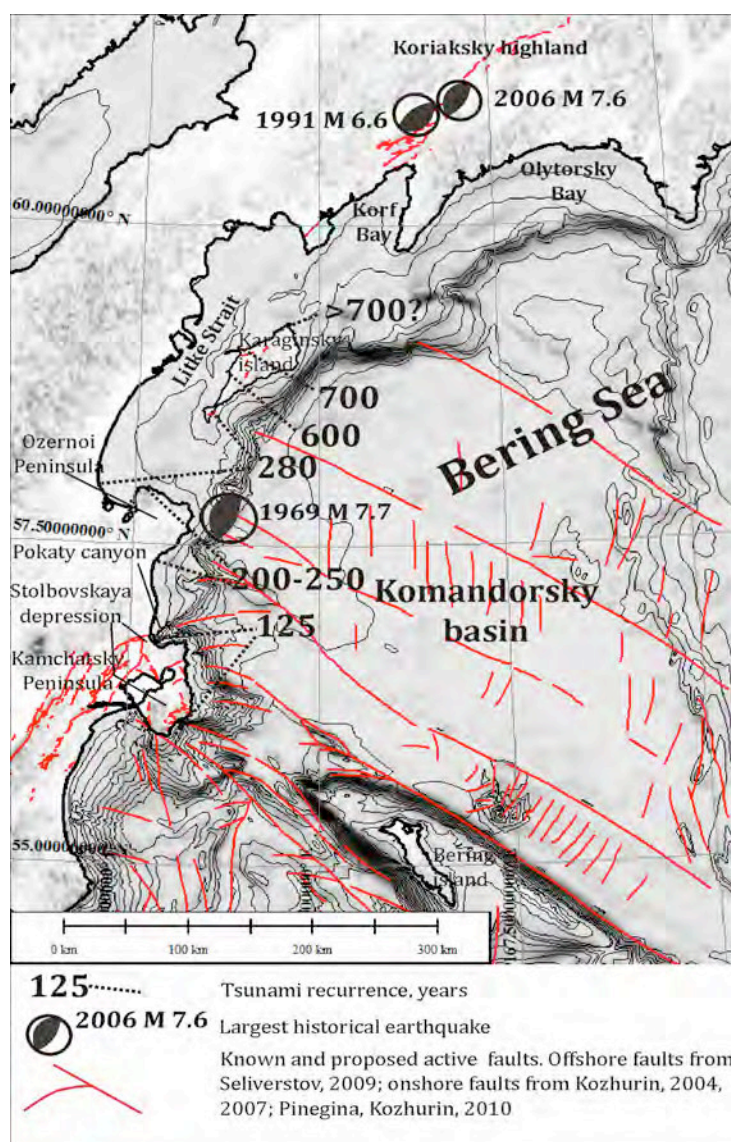 Koriaksky highland
2006 M 7.6
1991 M 6.6
Olytorsky
Bay
60.00000000° N
Korf
Bay
>700?
Litke Strait
Karaginsky
island
700
600
Bering Sea
Ozernoi
Peninsula
280
1969 M 7.7
57.50000000° N
Pokaty canyon
200-250
Komandorsky
basin
Stolbovskaya
depression
125
Kamchatsky
Peninsula
55.00000000° N
Bering
island
0 km
100 km
200 km
300 km
125
Tsunami recurrence, years
2006 M 7.6
Largest historical earthquake
Known and proposed active faults. Offshore faults from
Seliverstov, 2009; onshore faults from Kozhurin, 2004,
2007; Pinegina, Kozhurin, 2010